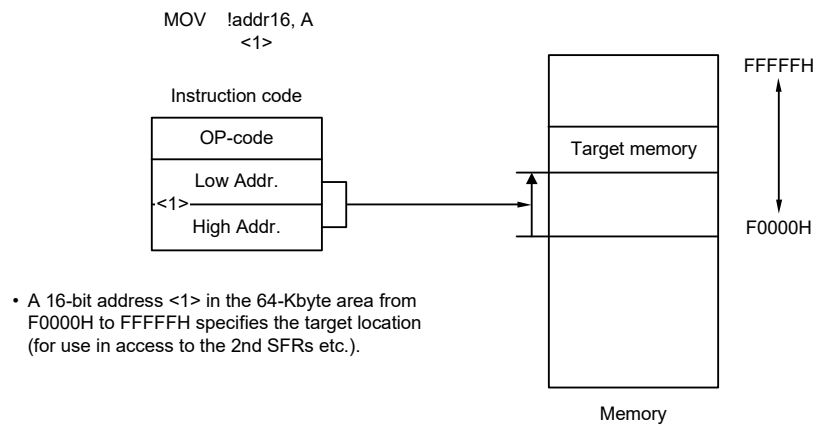 MOV !addr16, A
<1>
Instruction code
OP-code
Low Addr.
<1>
High Addr.
FFFFFH
Target memory
F0000H
• A 16-bit address <1> in the 64-Kbyte area from
F0000H to FFFFFH specifies the target location
(for use in access to the 2nd SFRs etc.).
Memory